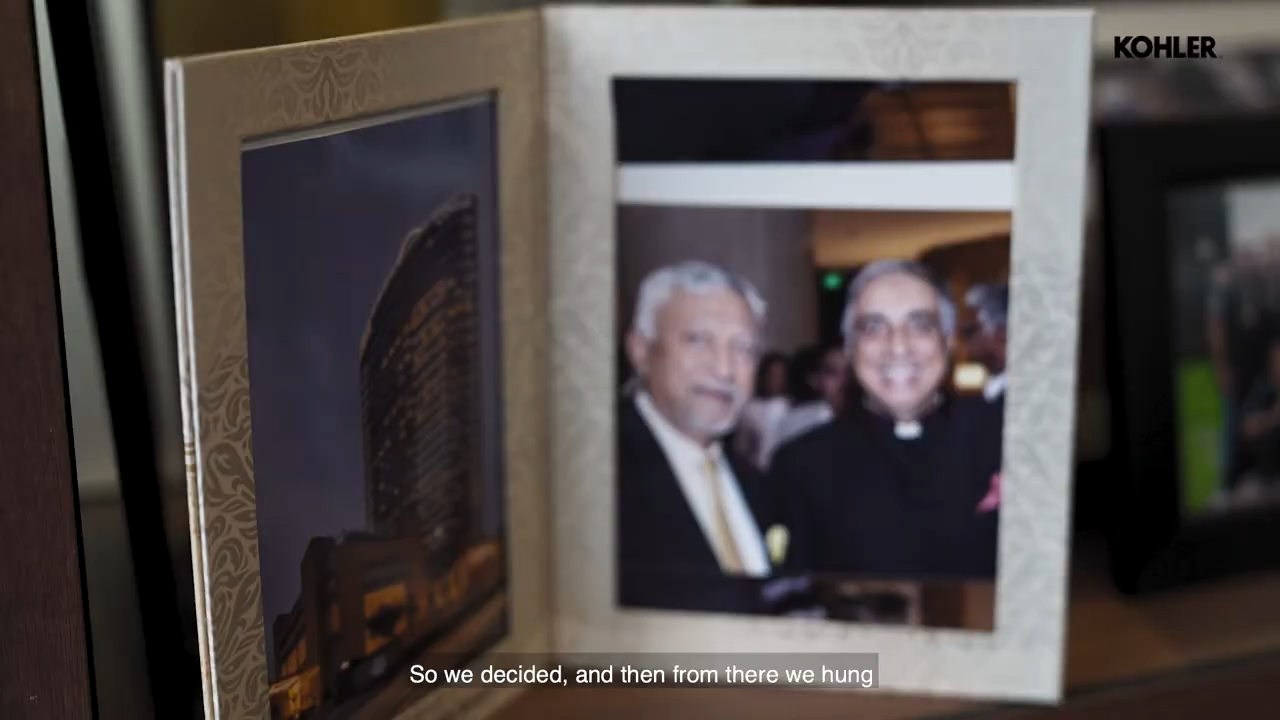 KOHLER
So we decided, and then from there we hung